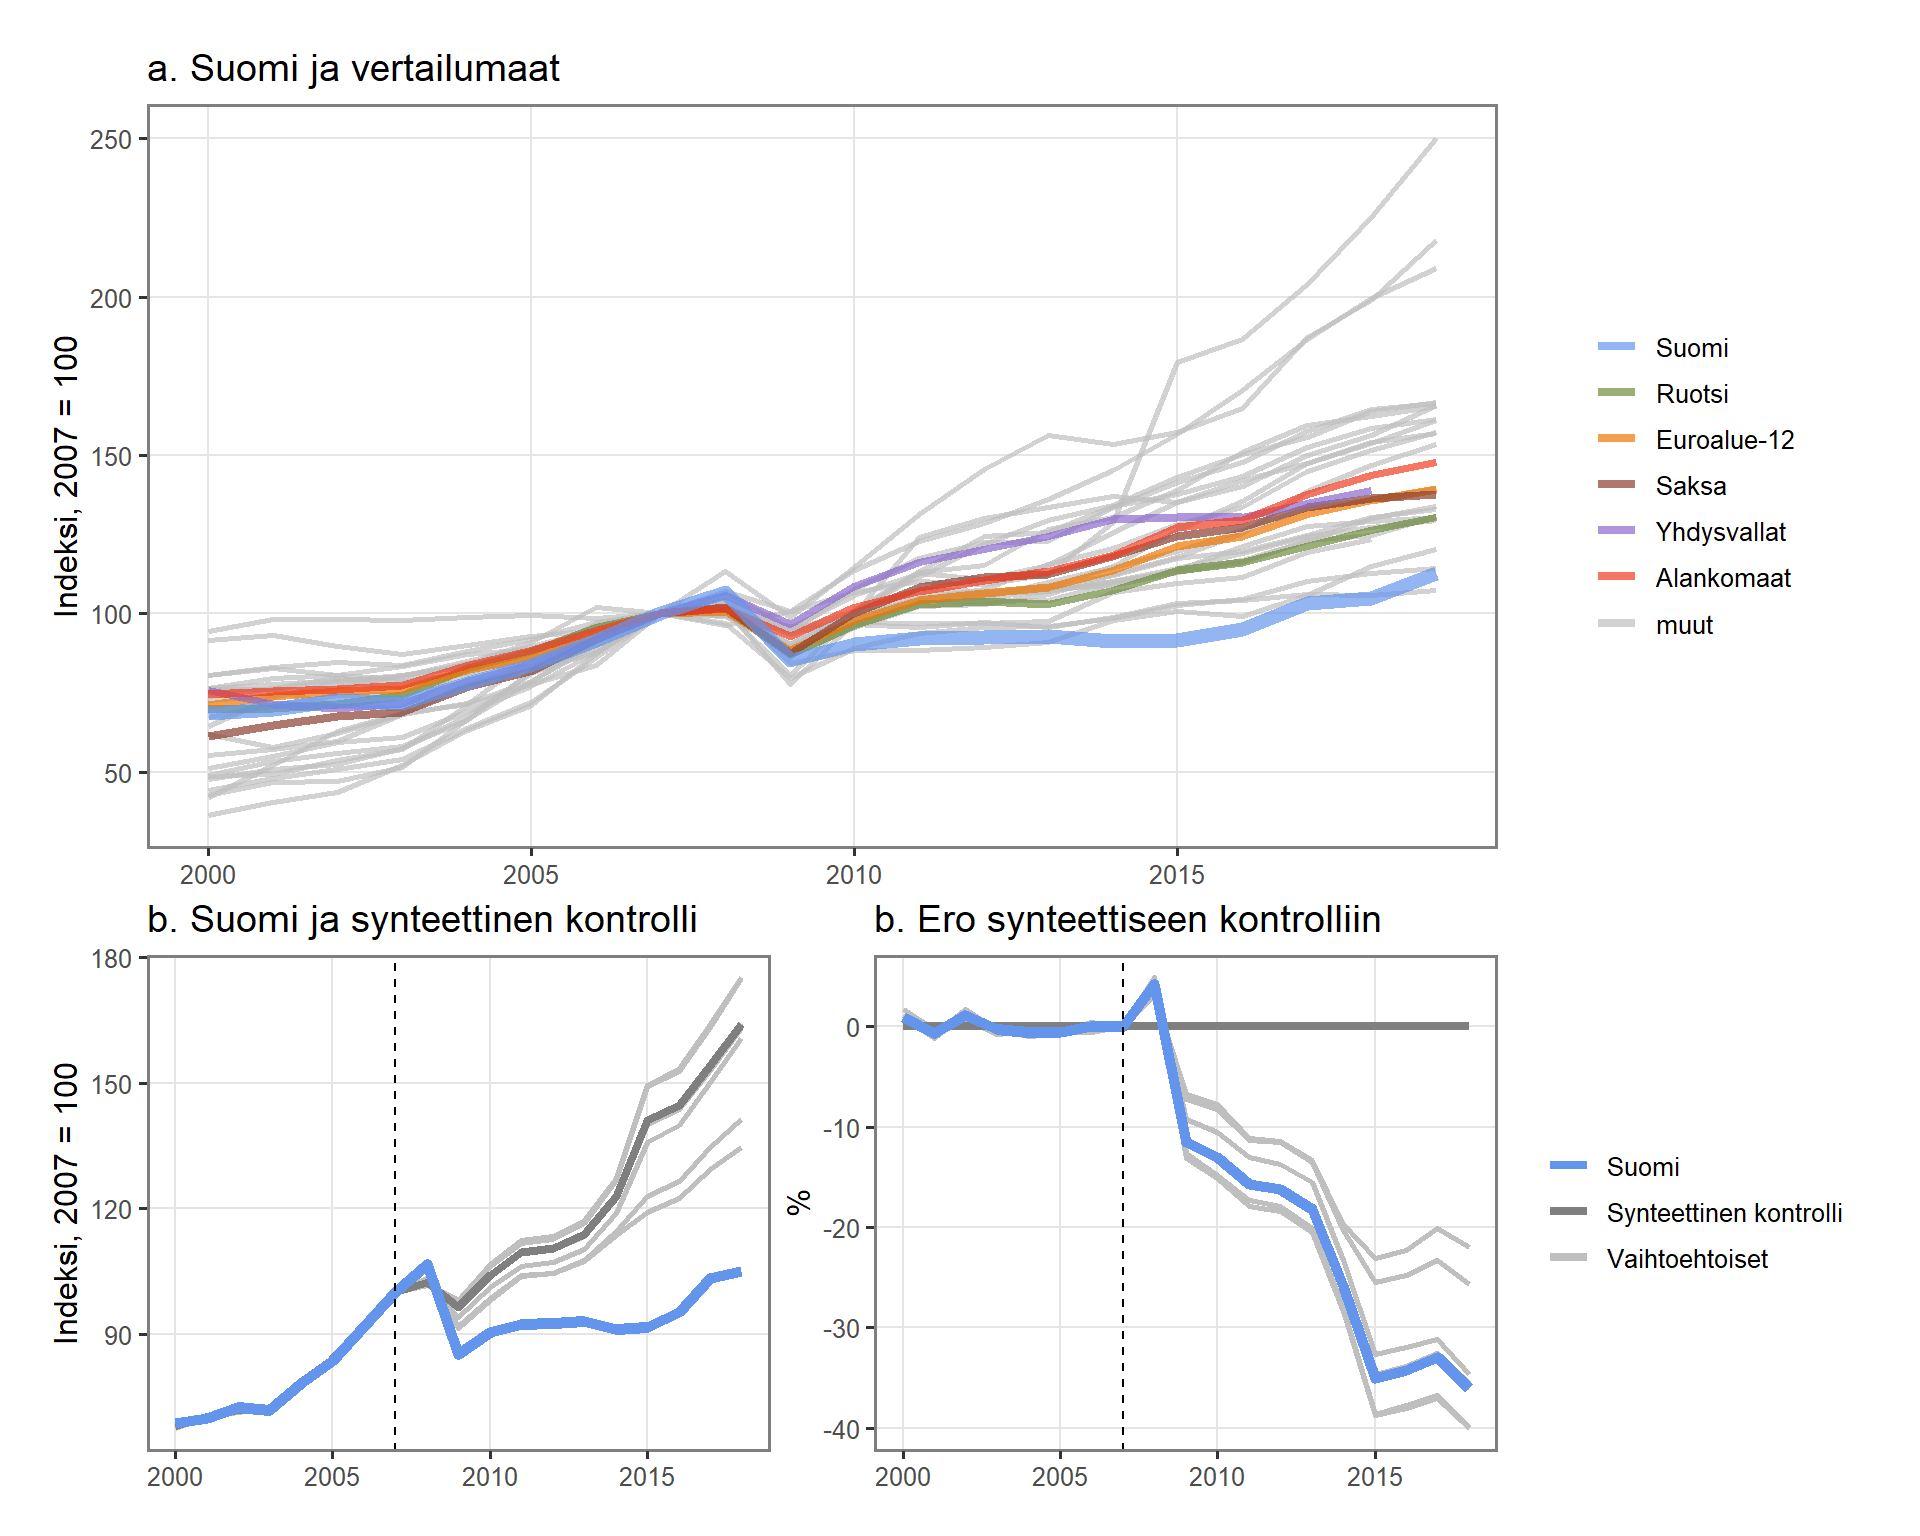 a. Suomi ja vertailumaat
Indeksi, 2007 = 100
250
200
150
100
50
2000
2005
2010
2015
Suomi
Ruotsi
Euroalue-12
Saksa
Yhdysvallat
Alankomaat
muut
b. Suomi ja synteettinen kontrolli
Indeksi, 2007 = 100
180
150
120
90
2000
2005
2010
2015
b. Ero synteettiseen kontrolliin
%
0
-10
-20
-30
-40
2000
2005
2010
2015
Suomi
Synteettinen kontrolli
Vaihtoehtoiset